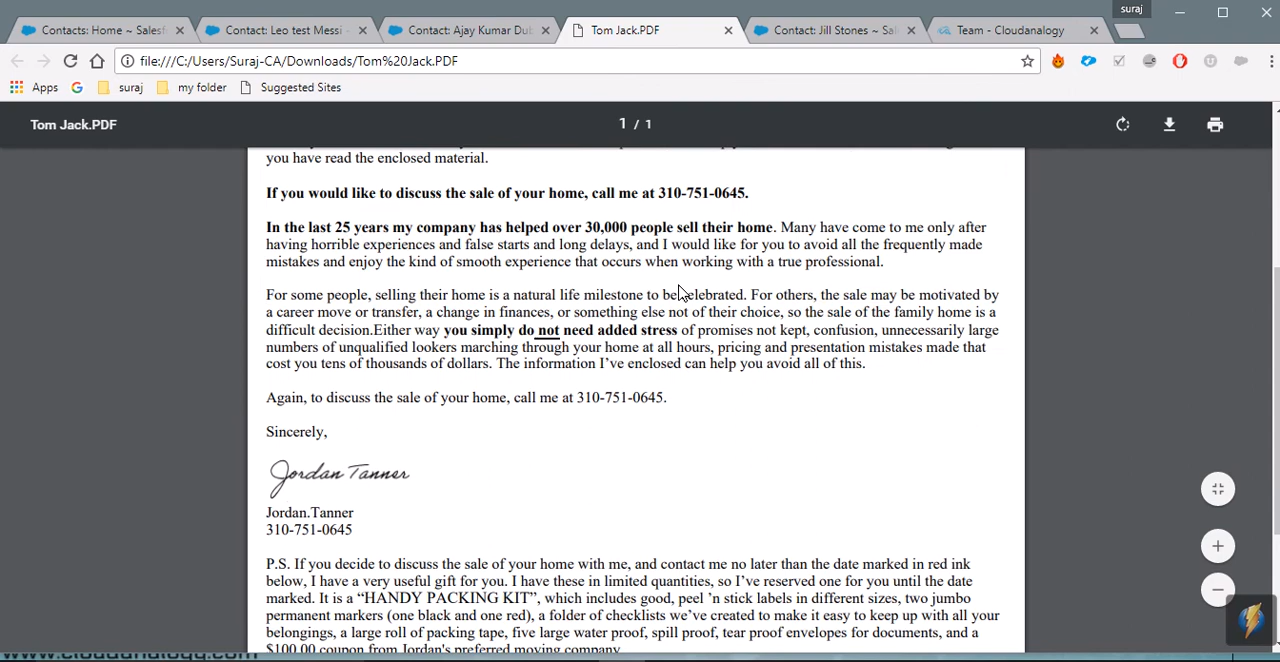 suraj
Contacts: Home ~ Salesf
Contact: Leo test Messi -
Contact: Ajay Kumar Dub
Tom Jack.PDF
Contact: Jill Stones ~ Sal
Team - Cloudanalogy
file:///C:/Users/Suraj-CA/Downloads/Tom%20Jack.PDF
Apps
suraj
my folder
Suggested Sites
Tom Jack.PDF
1 / 1
you have read the enclosed material.
If you would like to discuss the sale of your home, call me at 310-751-0645.
In the last 25 years my company has helped over 30,000 people sell their home. Many have come to me only after
having horrible experiences and false starts and long delays, and I would like for you to avoid all the frequently made
mistakes and enjoy the kind of smooth experience that occurs when working with a true professional.
For some people, selling their home is a natural life milestone to be celebrated. For others, the sale may be motivated by
a career move or transfer, a change in finances, or something else not of their choice, so the sale of the family home is a
difficult decision.Either way you simply do not need added stress of promises not kept, confusion, unnecessarily large
numbers of unqualified lookers marching through your home at all hours, pricing and presentation mistakes made that
cost you tens of thousands of dollars. The information I’ve enclosed can help you avoid all of this.
Again, to discuss the sale of your home, call me at 310-751-0645.
Sincerely,
Jordan Tanner
Jordan.Tanner
310-751-0645
P.S. If you decide to discuss the sale of your home with me, and contact me no later than the date marked in red ink
below, I have a very useful gift for you. I have these in limited quantities, so I’ve reserved one for you until the date
marked. It is a “HANDY PACKING KIT”, which includes good, peel ’n stick labels in different sizes, two jumbo
permanent markers (one black and one red), a folder of checklists we’ve created to make it easy to keep up with all your
belongings, a large roll of packing tape, five large water proof, spill proof, tear proof envelopes for documents, and a
$100.00 coupon from Jordan's preferred moving company.